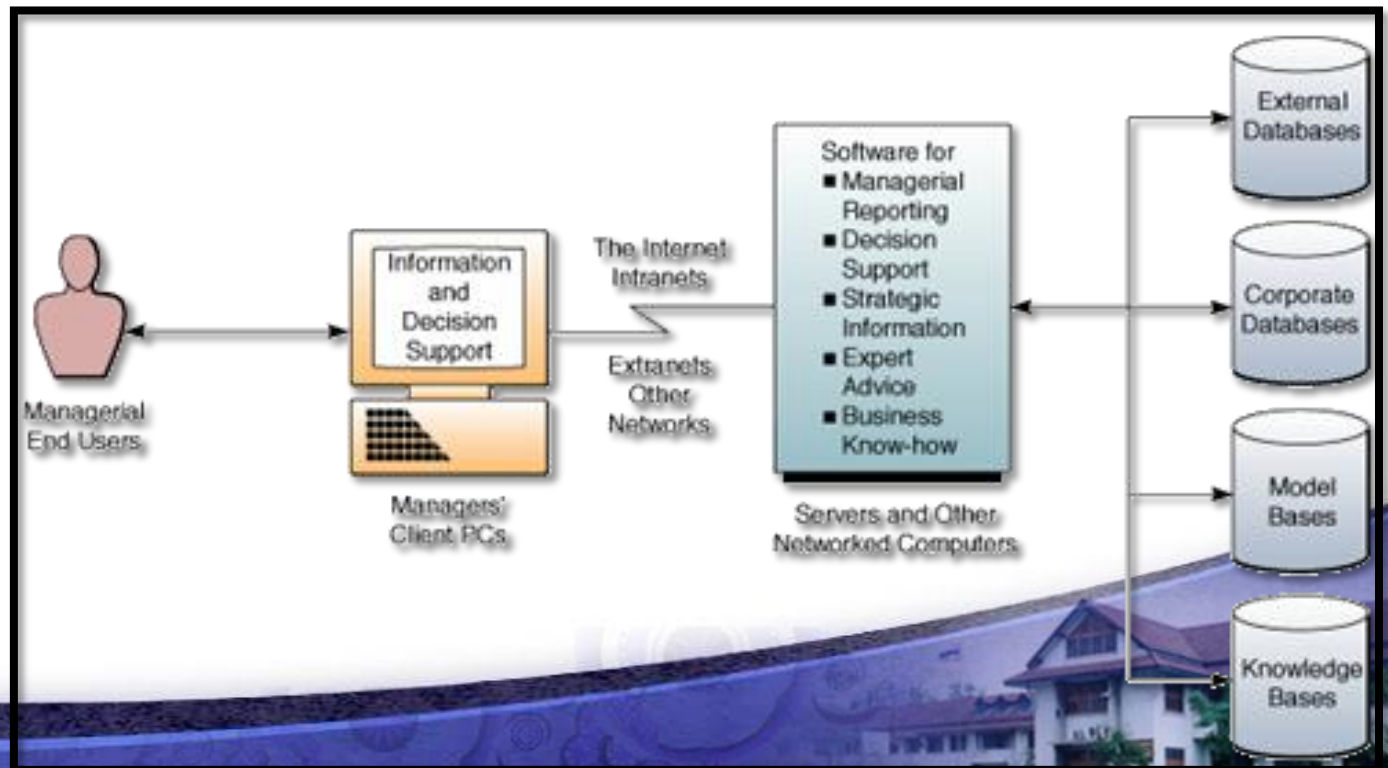 Managerial
End Users
Information
and
Decision
Support
Managers'
Client PCs
The Internet
Intranets
Extranets
Other
Networks
Software for
■ Managerial
Reporting
■ Decision
Support
■ Strategic
Information
■ Expert
Advice
■ Business
Know-how
Servers and Other
Networked Computers
External
Databases
Corporate
Databases
Model
Bases
Knowledge
Bases